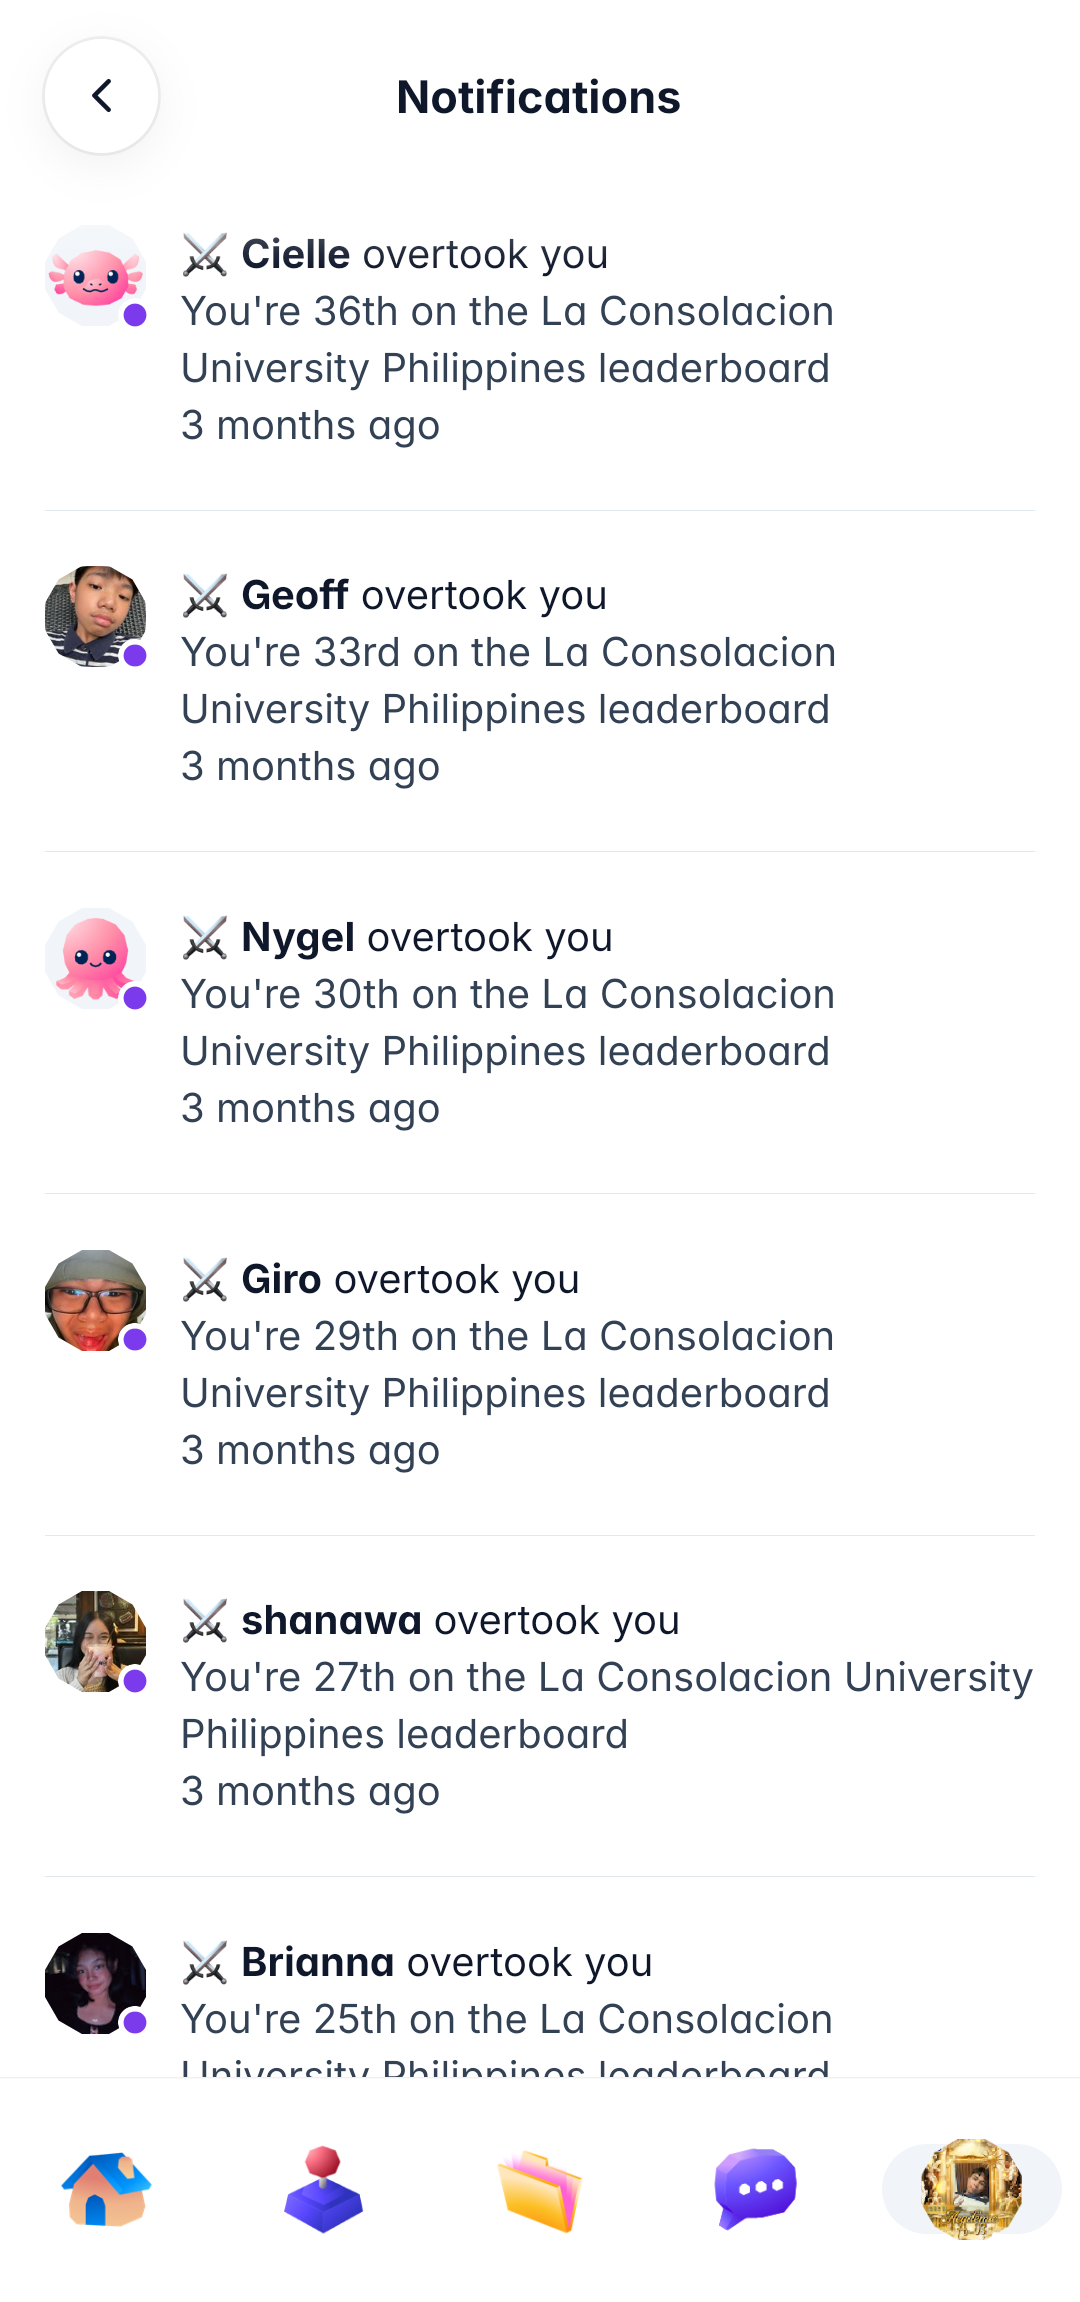 Notifications
⚔️ Cielle overtook you
You're 36th on the La Consolacion
University Philippines leaderboard
3 months ago
⚔️ Geoff overtook you
You're 33rd on the La Consolacion
University Philippines leaderboard
3 months ago
⚔️ Nygel overtook you
You're 30th on the La Consolacion
University Philippines leaderboard
3 months ago
⚔️ Giro overtook you
You're 29th on the La Consolacion
University Philippines leaderboard
3 months ago
⚔️ shanawa overtook you
You're 27th on the La Consolacion University
Philippines leaderboard
3 months ago
⚔️ Brianna overtook you
You're 25th on the La Consolacion
University Philippines leaderboard